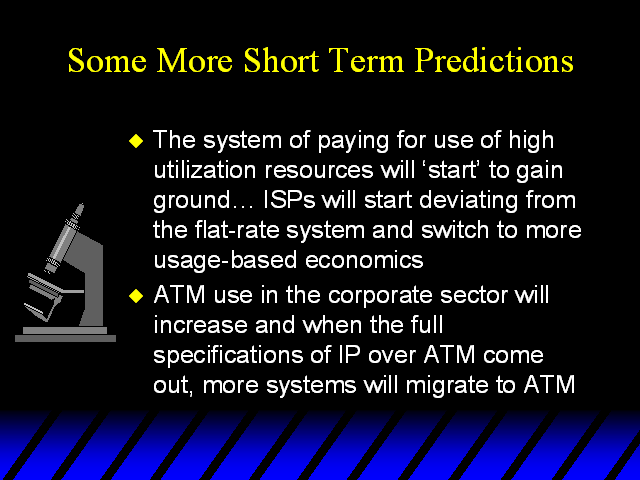 Some More Short Term Predictions
The system of paying for use of high
utilization resources will ‘start’ to gain
ground… ISPs will start deviating from
the flat-rate system and switch to more
usage-based economics
ATM use in the corporate sector will
increase and when the full
specifications of IP over ATM come
out, more systems will migrate to ATM